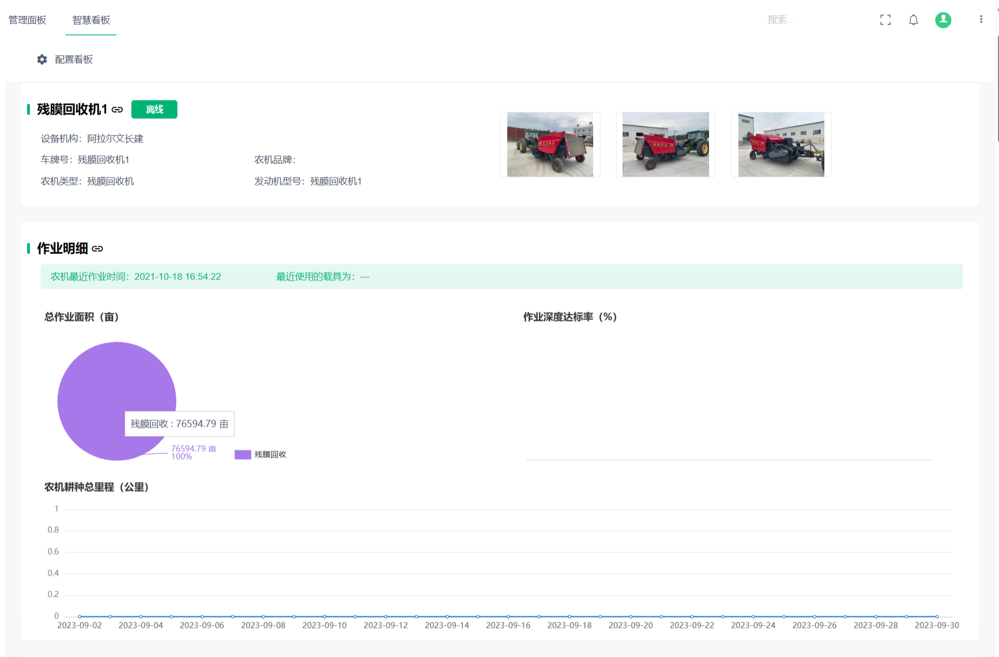 管理面板
智慧看板
搜索...
配置看板
残膜回收机1
离线
设备机构：阿拉尔文长建
车牌号：残膜回收机1
农机品牌：
农机类型：残膜回收机
发动机型号：残膜回收机1
作业明细
农机最近作业时间：2021-10-18 16:54:22
最近使用的载具为：---
总作业面积（亩）
作业深度达标率（%）
残膜回收 : 76594.79 亩
76594.79 亩
100%
残膜回收
农机耕种总里程（公里）
1
0.8
0.6
0.4
0.2
0
2023-09-02
2023-09-04
2023-09-06
2023-09-08
2023-09-10
2023-09-12
2023-09-14
2023-09-16
2023-09-18
2023-09-20
2023-09-22
2023-09-24
2023-09-26
2023-09-28
2023-09-30